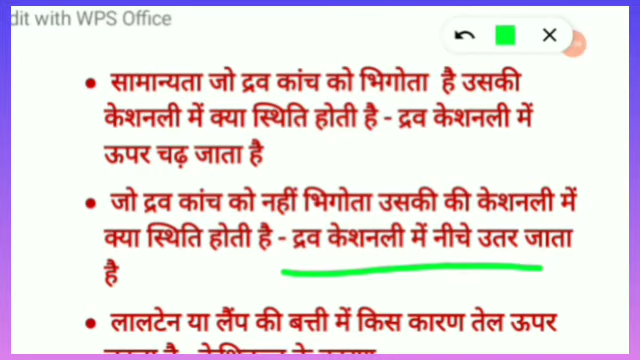 dit with WPS Office
• सामान्यता जो द्रव कांच को भिगोता है उसकी
केशनली में क्या स्थिति होती है - द्रव केशनली में
ऊपर चढ़ जाता है
• जो द्रव कांच को नहीं भिगोता उसकी की केशनली में
क्या स्थिति होती है - द्रव केशनली में नीचे उतर जाता
है
• लालटेन या लैंप की बत्ती में किस कारण तेल ऊपर